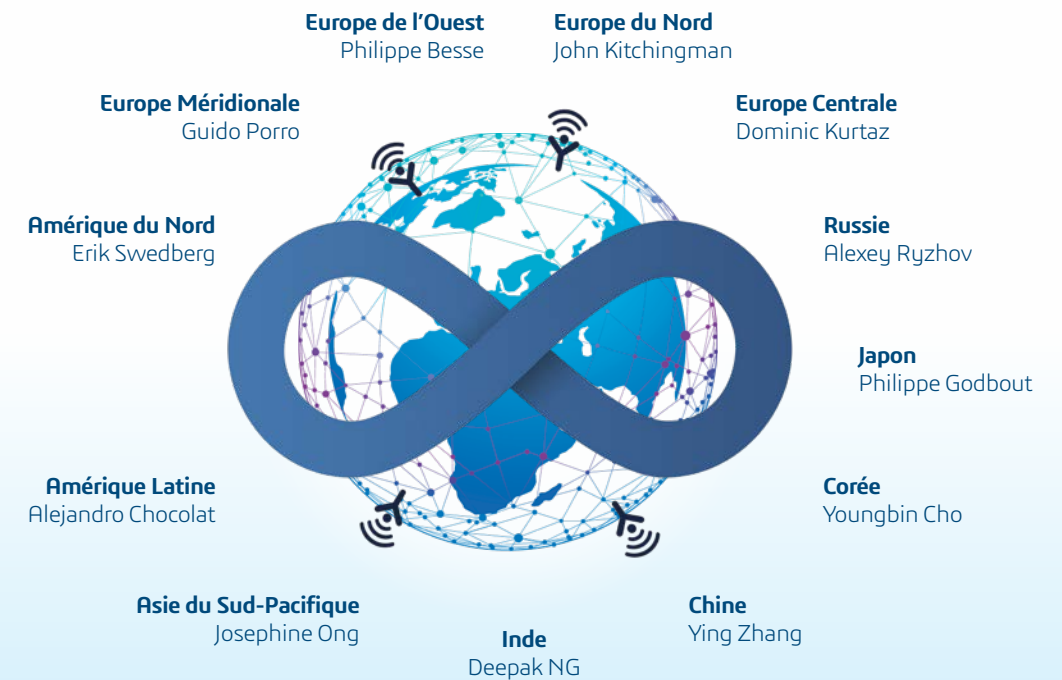 Europe de l'Ouest
Philippe Besse
Europe du Nord
John Kitchingman
Europe Méridionale
Guido Porro
Europe Centrale
Dominic Kurtaz
Amérique du Nord
Erik Swedberg
Russie
Alexey Ryzhov
Japon
Philippe Godbout
Amérique Latine
Alejandro Chocolat
Corée
Youngbin Cho
Asie du Sud-Pacifique
Josephine Ong
Chine
Ying Zhang
Inde
Deepak NG